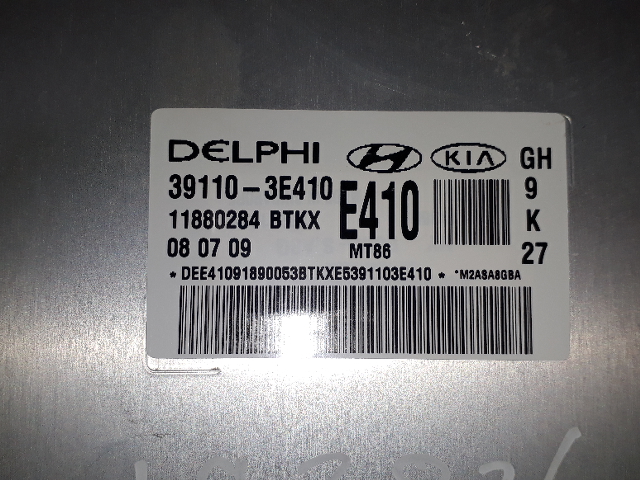 DELPHI KIA GH
39110-3E410 E410 9
11880284 BTKX K
08 07 09 MT86 27
* DEE41091890053BTKXE5391103E410 * *M2ASA8GBA